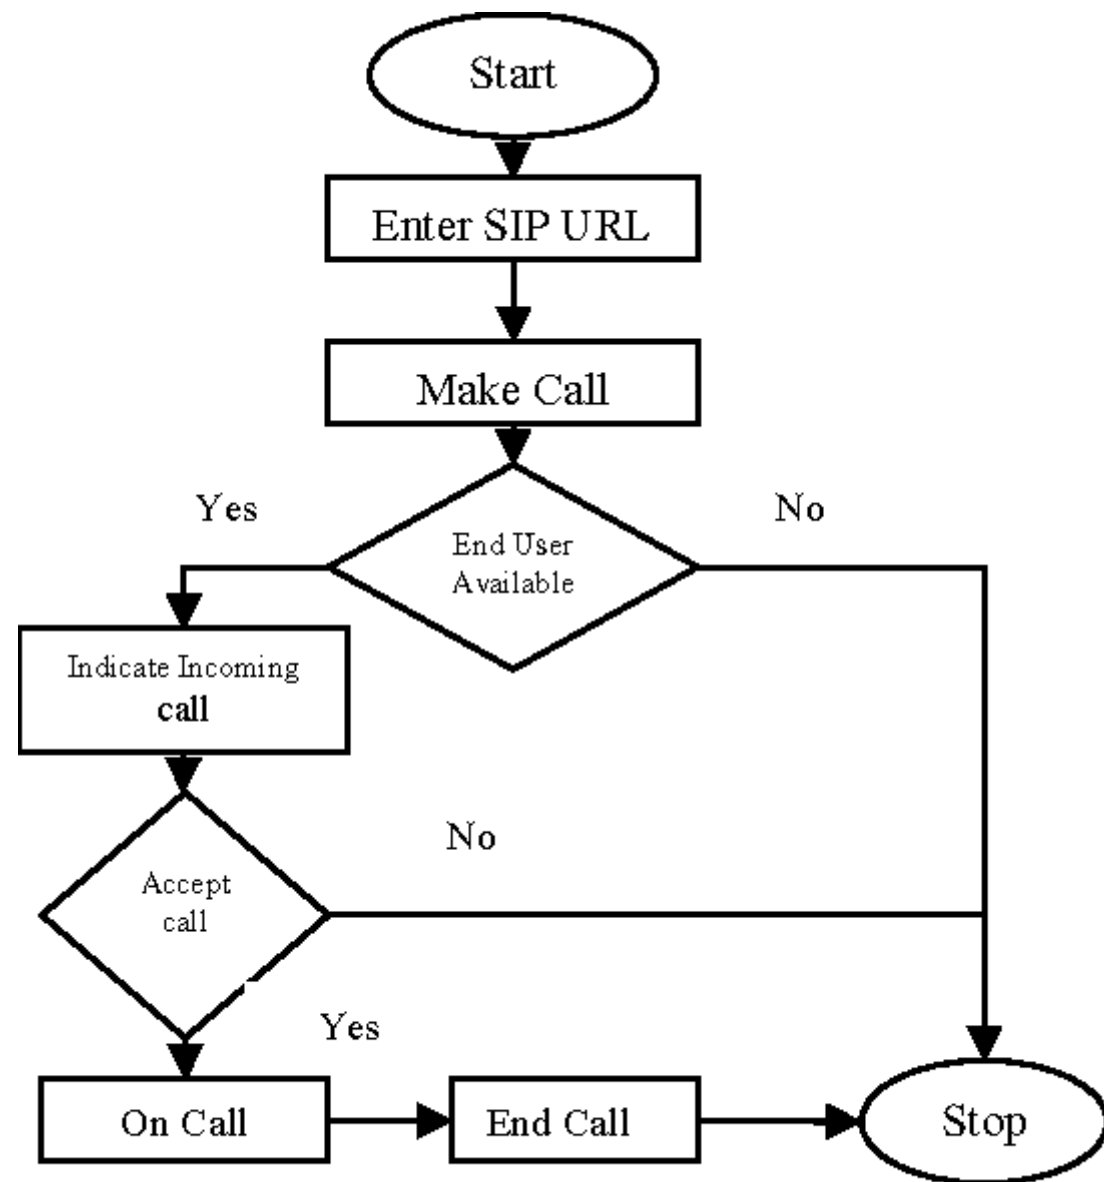 Start
Enter SIP URL
Make Call
Yes
No
End User
Available
Indicate Incoming
call
No
Accept
call
Yes
On Call
End Call
Stop